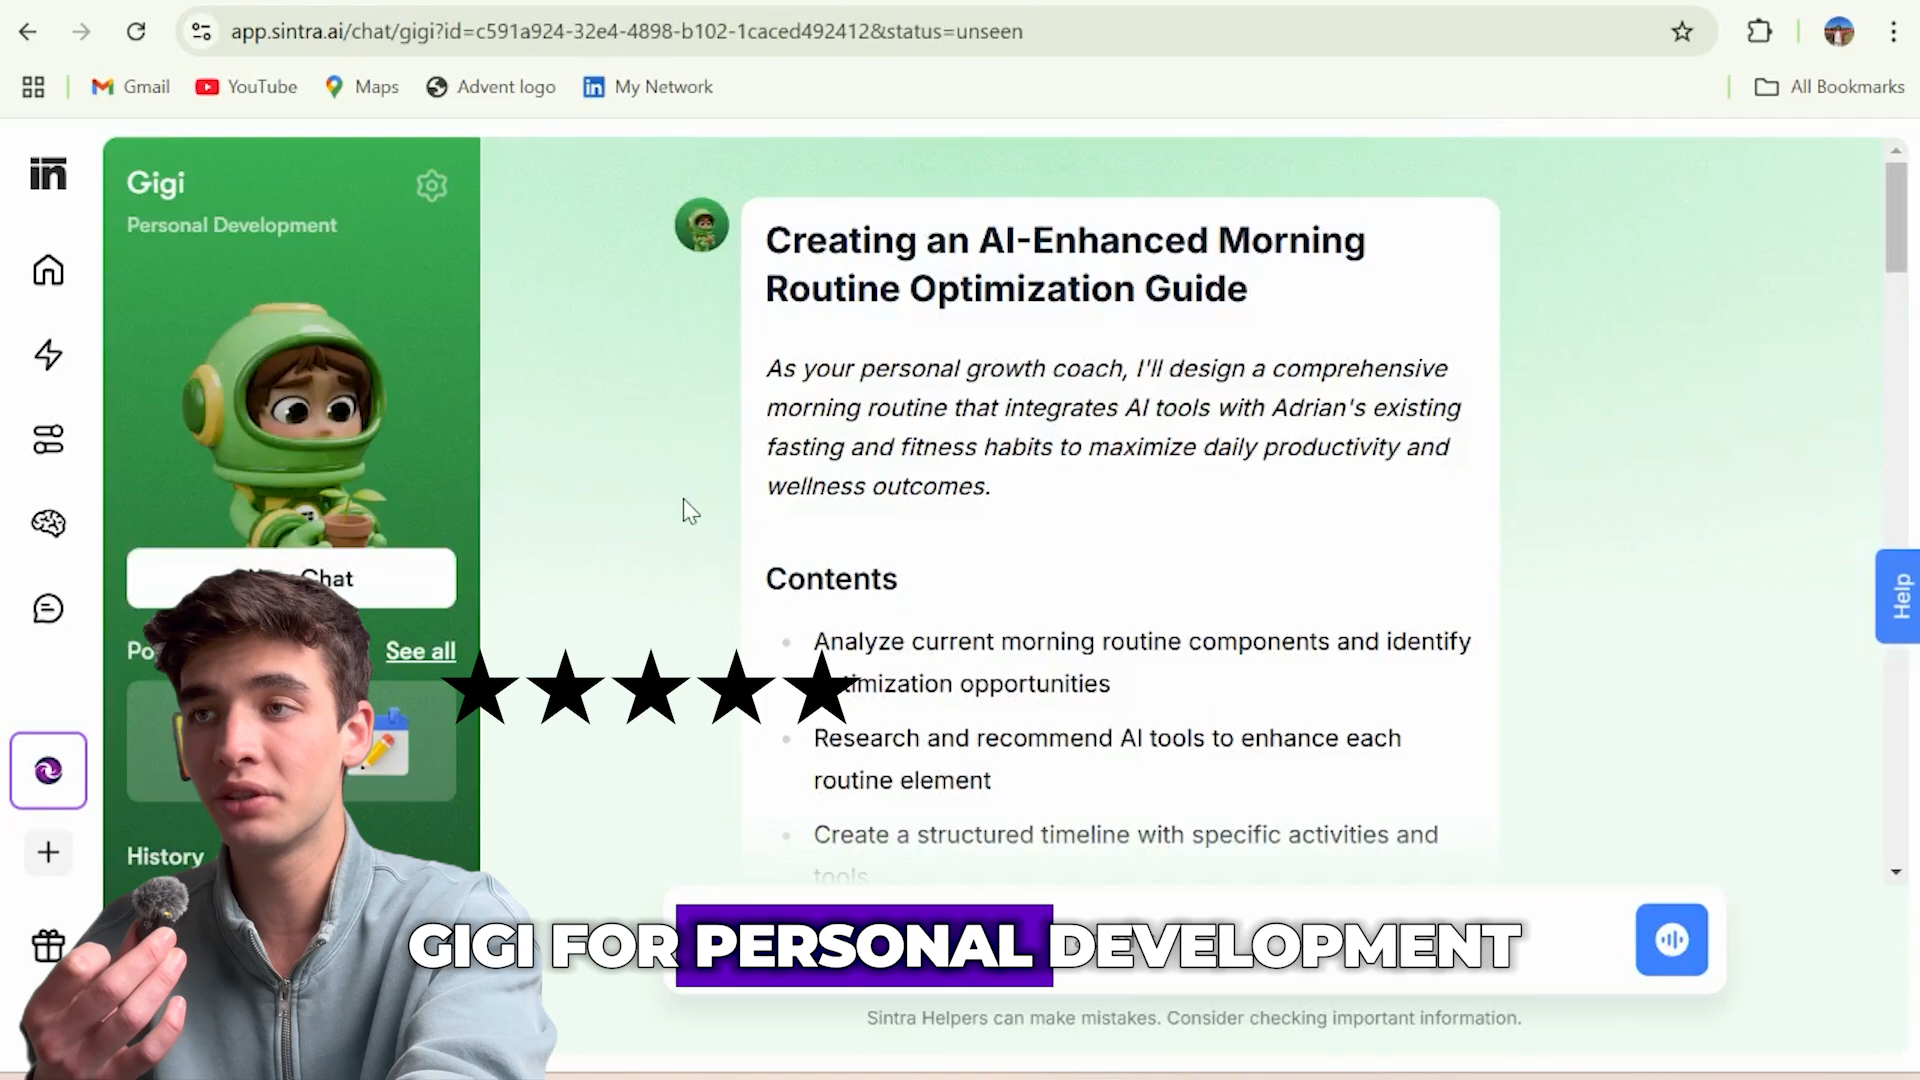 app.sintra.ai/chat/gigi?id=c591a924-32e4-4898-b102-1caced492412&status=unseen
Gmail
YouTube
Maps
Advent logo
My Network
All Bookmarks
in
Gigi
Personal Development
Chat
Po
See all
History
Creating an AI-Enhanced Morning
Routine Optimization Guide
As your personal growth coach, I'll design a comprehensive
morning routine that integrates AI tools with Adrian's existing
fasting and fitness habits to maximize daily productivity and
wellness outcomes.
Contents
Analyze current morning routine components and identify
timization opportunities
Research and recommend AI tools to enhance each
routine element
Create a structured timeline with specific activities and
tools
Help
GIGI FOR PERSONAL DEVELOPMENT
Sintra Helpers can make mistakes. Consider checking important information.